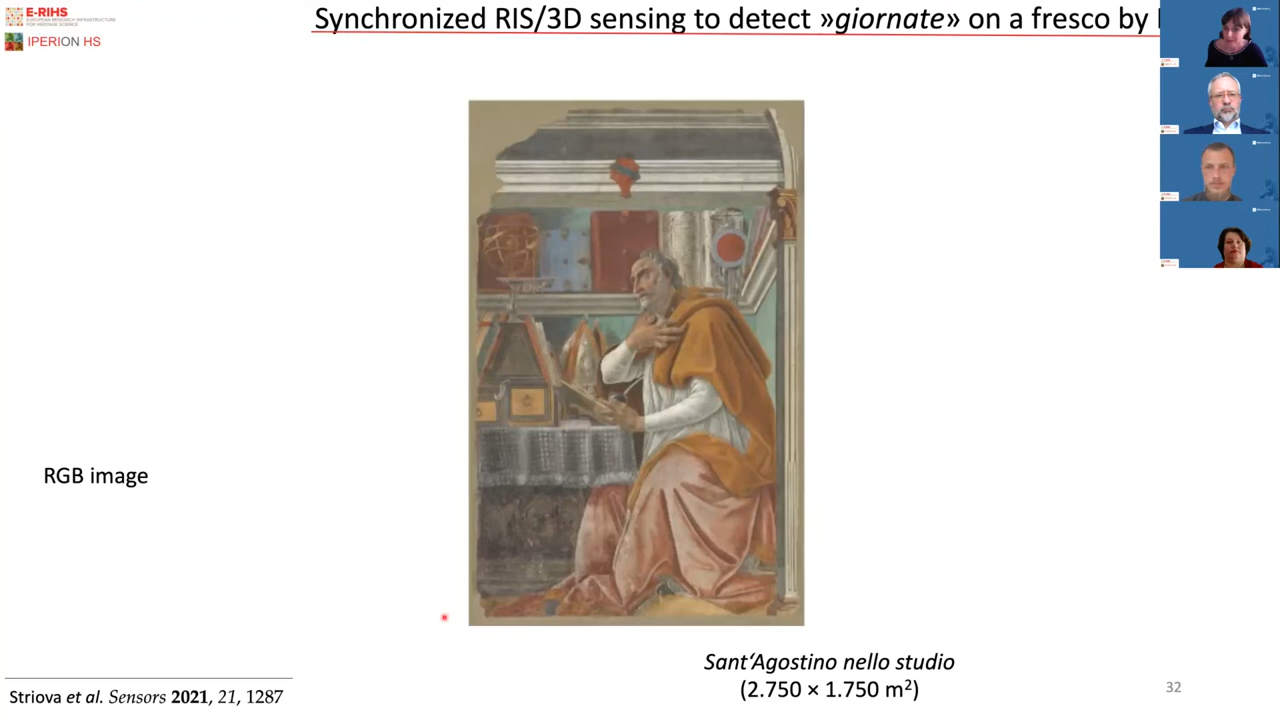 E-RIHS
EUROPEAN RESEARCH INFRASTRUCTURE
FOR HERITAGE SCIENCE
IPERION HS
Synchronized RIS/3D sensing to detect »giornate» on a fresco by
RGB image
Sant‘Agostino nello studio
(2.750 × 1.750 m²)
Striova et al. Sensors 2021, 21, 1287
32